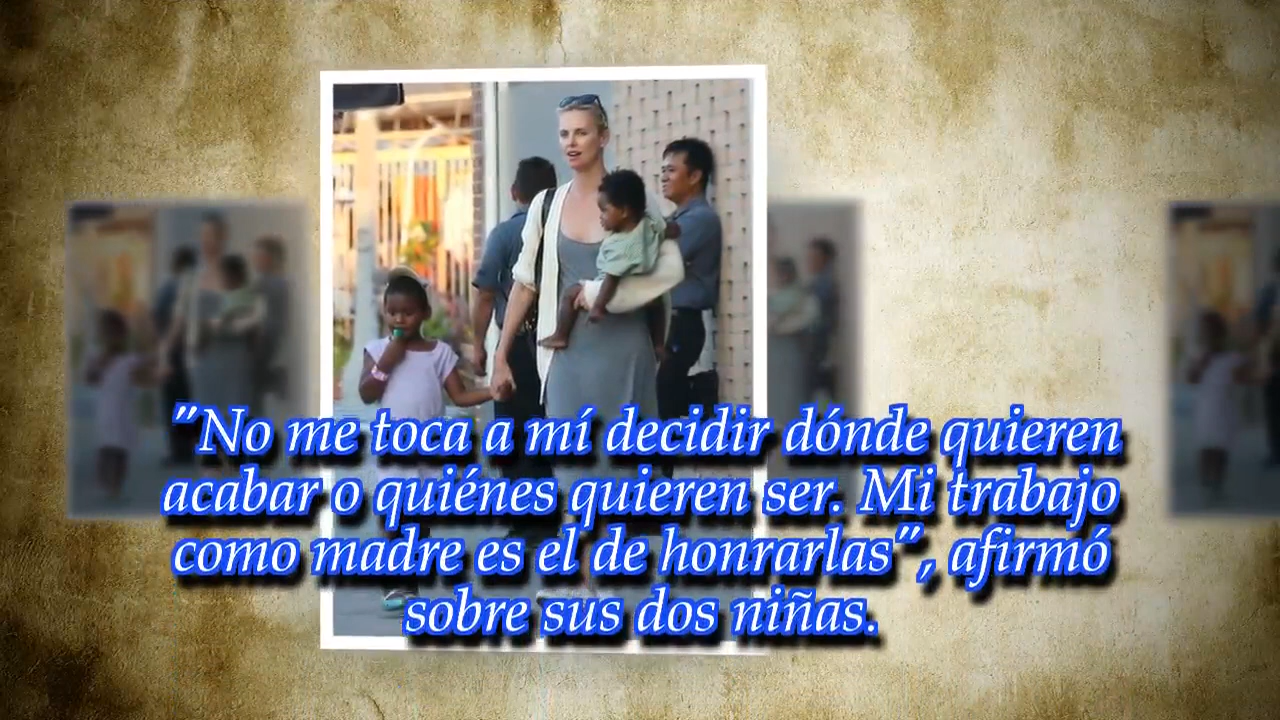 "No me toca a mí decidir dónde quieren
acabar o quiénes quieren ser. Mi trabajo
como madre es el de honrarlas", afirmó
sobre sus dos niñas.